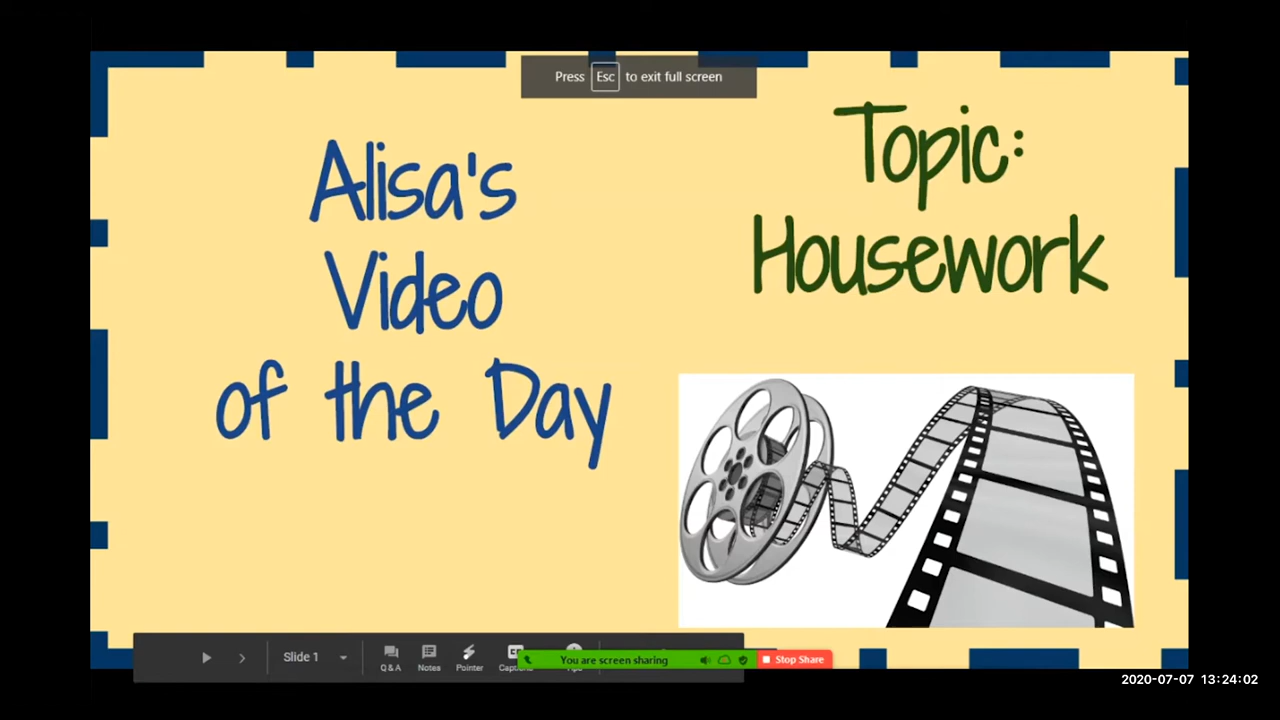 Press Esc to exit full screen
Topic:
Housework
Alisa's
Video
of the Day
Slide 1
Q & A
Notes
Pointer
You are screen sharing
Stop Share
2020-07-07 13:24:02